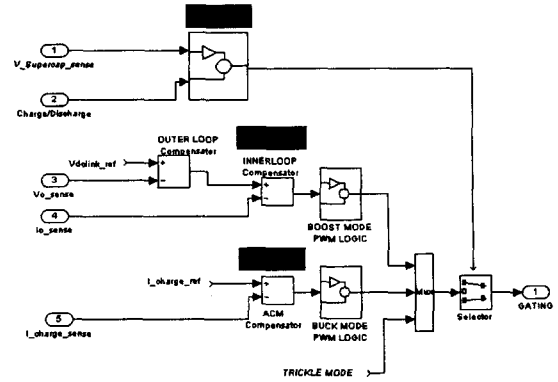 1
V_Supercap_sense
2
Charge/Discharge
OUTER LOOP
Compensator
Vdclink_ref
+
−
3
Vo_sense
4
Io_sense
INNERLOOP
Compensator
+
−
BOOST MODE
PWM LOGIC
I_charge_ref
+
−
ACM
Compensator
BUCK MODE
PWM LOGIC
5
I_charge_sense
Mux
Selector
1
GATING
TRICKLE MODE